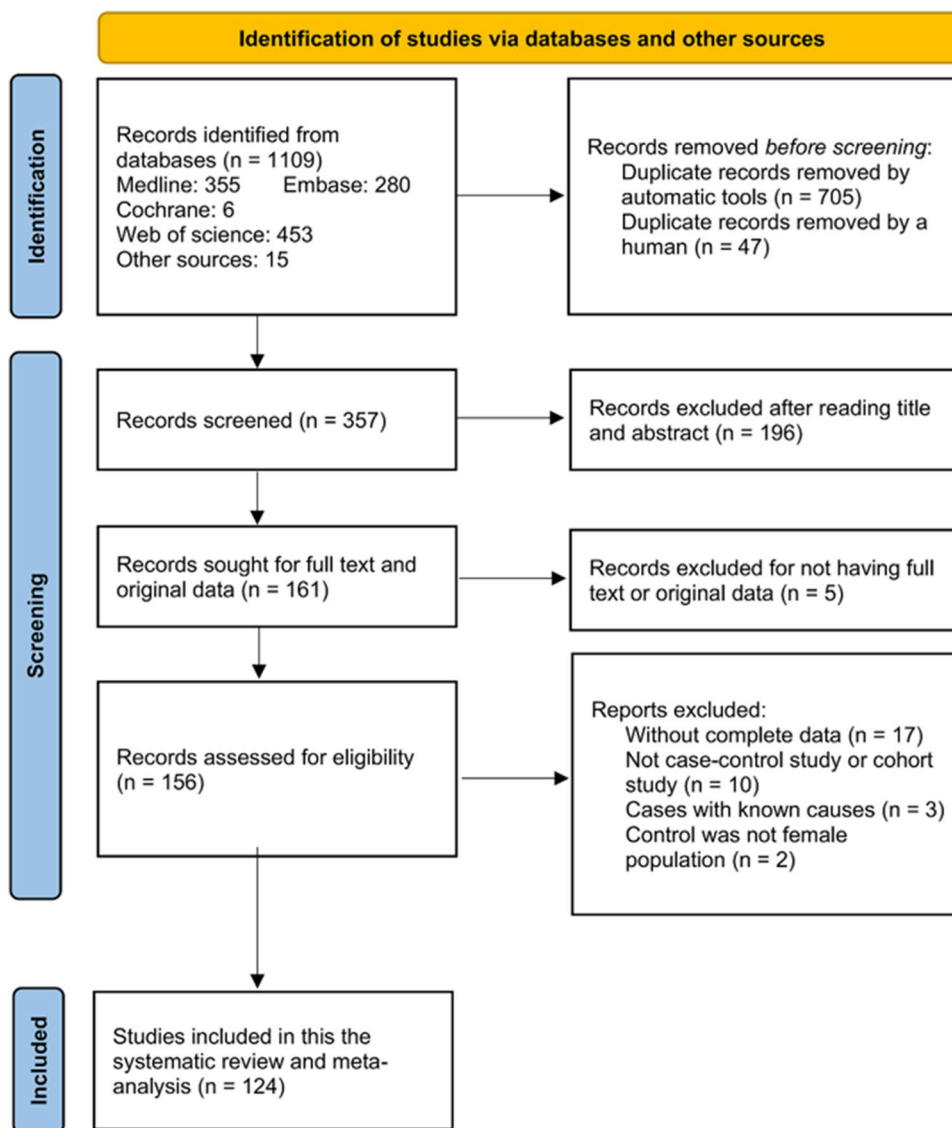 Identification of studies via databases and other sources
Identification
Records identified from
databases (n = 1109)
Medline: 355 Embase: 280
Cochrane: 6
Web of science: 453
Other sources: 15
Records removed before screening:
Duplicate records removed by
automatic tools (n = 705)
Duplicate records removed by a
human (n = 47)
Screening
Records screened (n = 357)
Records excluded after reading title
and abstract (n = 196)
Records sought for full text and
original data (n = 161)
Records excluded for not having full
text or original data (n = 5)
Records assessed for eligibility
(n = 156)
Reports excluded:
Without complete data (n = 17)
Not case-control study or cohort
study (n = 10)
Cases with known causes (n = 3)
Control was not female
population (n = 2)
Included
Studies included in this the
systematic review and meta-
analysis (n = 124)